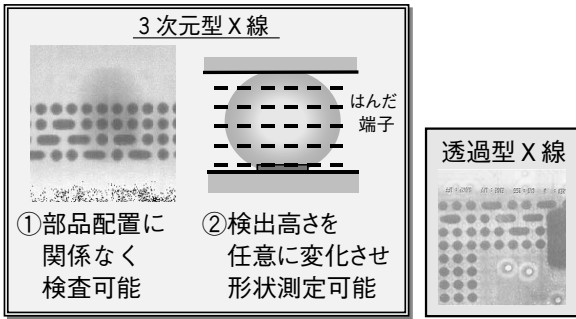 3次元型X線
はんだ
端子
①部品配置に
関係なく
検査可能
②検出高さを
任意に変化させ
形状測定可能
透過型X線